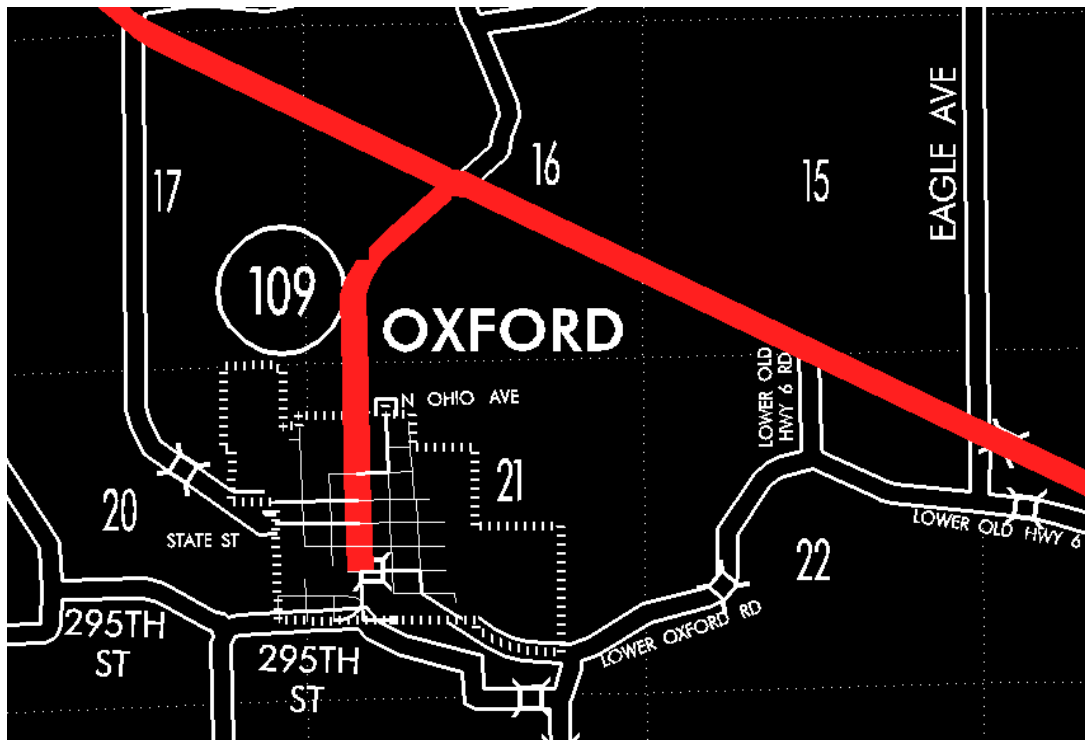 EAGLE AVE
16
15
17
109
OXFORD
LOWER OLD
HWY 6 RD
N OHIO AVE
21
20
STATE ST
LOWER OLD HWY 6
22
295TH
ST
LOWER OXFORD RD
295TH
ST